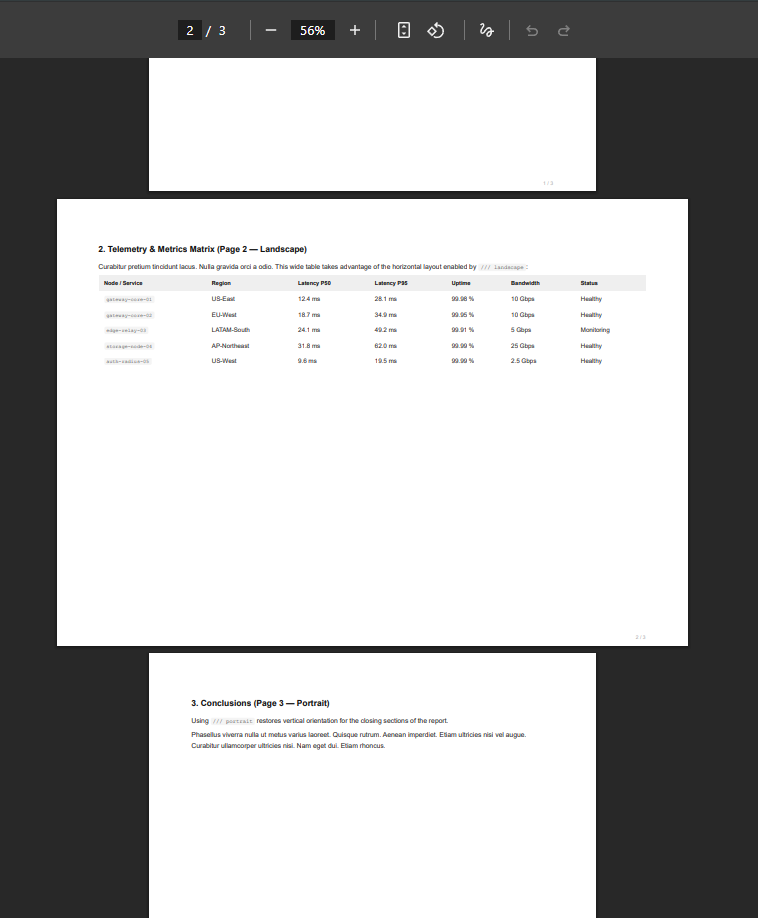 2 / 3 56%
1 / 3
2. Telemetry & Metrics Matrix (Page 2 — Landscape)
Curabitur pretium tincidunt lacus. Nulla gravida orci a odio. This wide table takes advantage of the horizontal layout enabled by /// landscape :
Node / Service Region Latency P50 Latency P95 Uptime Bandwidth Status
gateway-core-01 US-East 12.4 ms 28.1 ms 99.98 % 10 Gbps Healthy
gateway-core-02 EU-West 18.7 ms 34.9 ms 99.95 % 10 Gbps Healthy
edge-relay-03 LATAM-South 24.1 ms 49.2 ms 99.91 % 5 Gbps Monitoring
storage-node-04 AP-Northeast 31.8 ms 62.0 ms 99.99 % 25 Gbps Healthy
auth-radius-05 US-West 9.6 ms 19.5 ms 99.99 % 2.5 Gbps Healthy
2 / 3
3. Conclusions (Page 3 — Portrait)
Using /// portrait restores vertical orientation for the closing sections of the report.
Phasellus viverra nulla ut metus varius laoreet. Quisque rutrum. Aenean imperdiet. Etiam ultricies nisi vel augue.
Curabitur ullamcorper ultricies nisi. Nam eget dui. Etiam rhoncus.